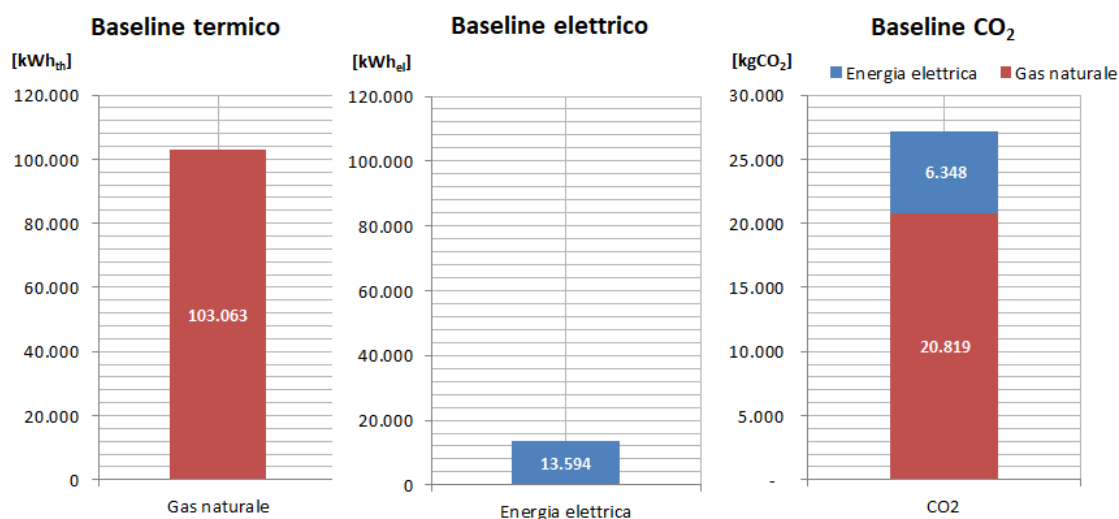 Baseline termico
[kWhth]
120.000
100.000
80.000
60.000
40.000
20.000
0
103.063
Gas naturale
Baseline elettrico
[kWhel]
120.000
100.000
80.000
60.000
40.000
20.000
0
13.594
Energia elettrica
Baseline CO2
[kgCO2]
Energia elettrica Gas naturale
30.000
25.000
20.000
15.000
10.000
5.000
-
6.348
20.819
CO2